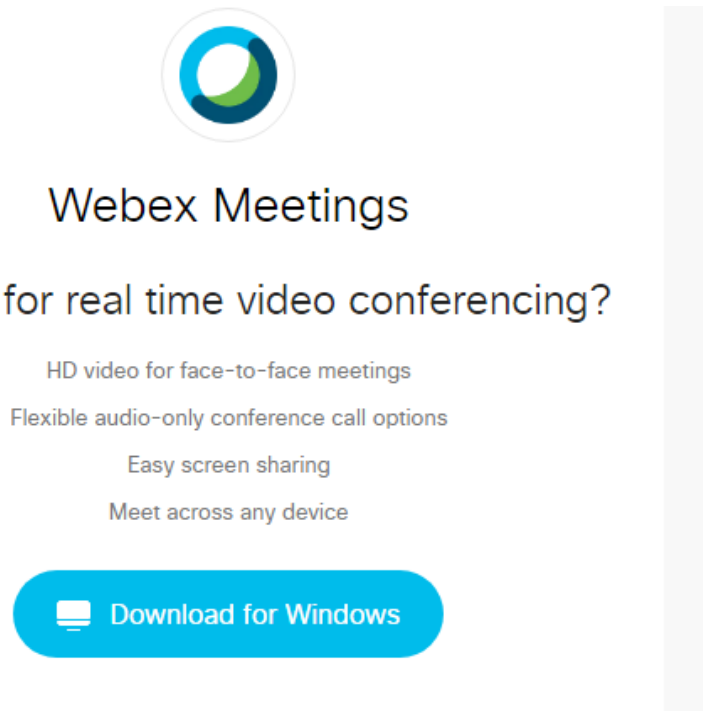 Webex Meetings
for real time video conferencing?
HD video for face-to-face meetings
Flexible audio-only conference call options
Easy screen sharing
Meet across any device
Download for Windows